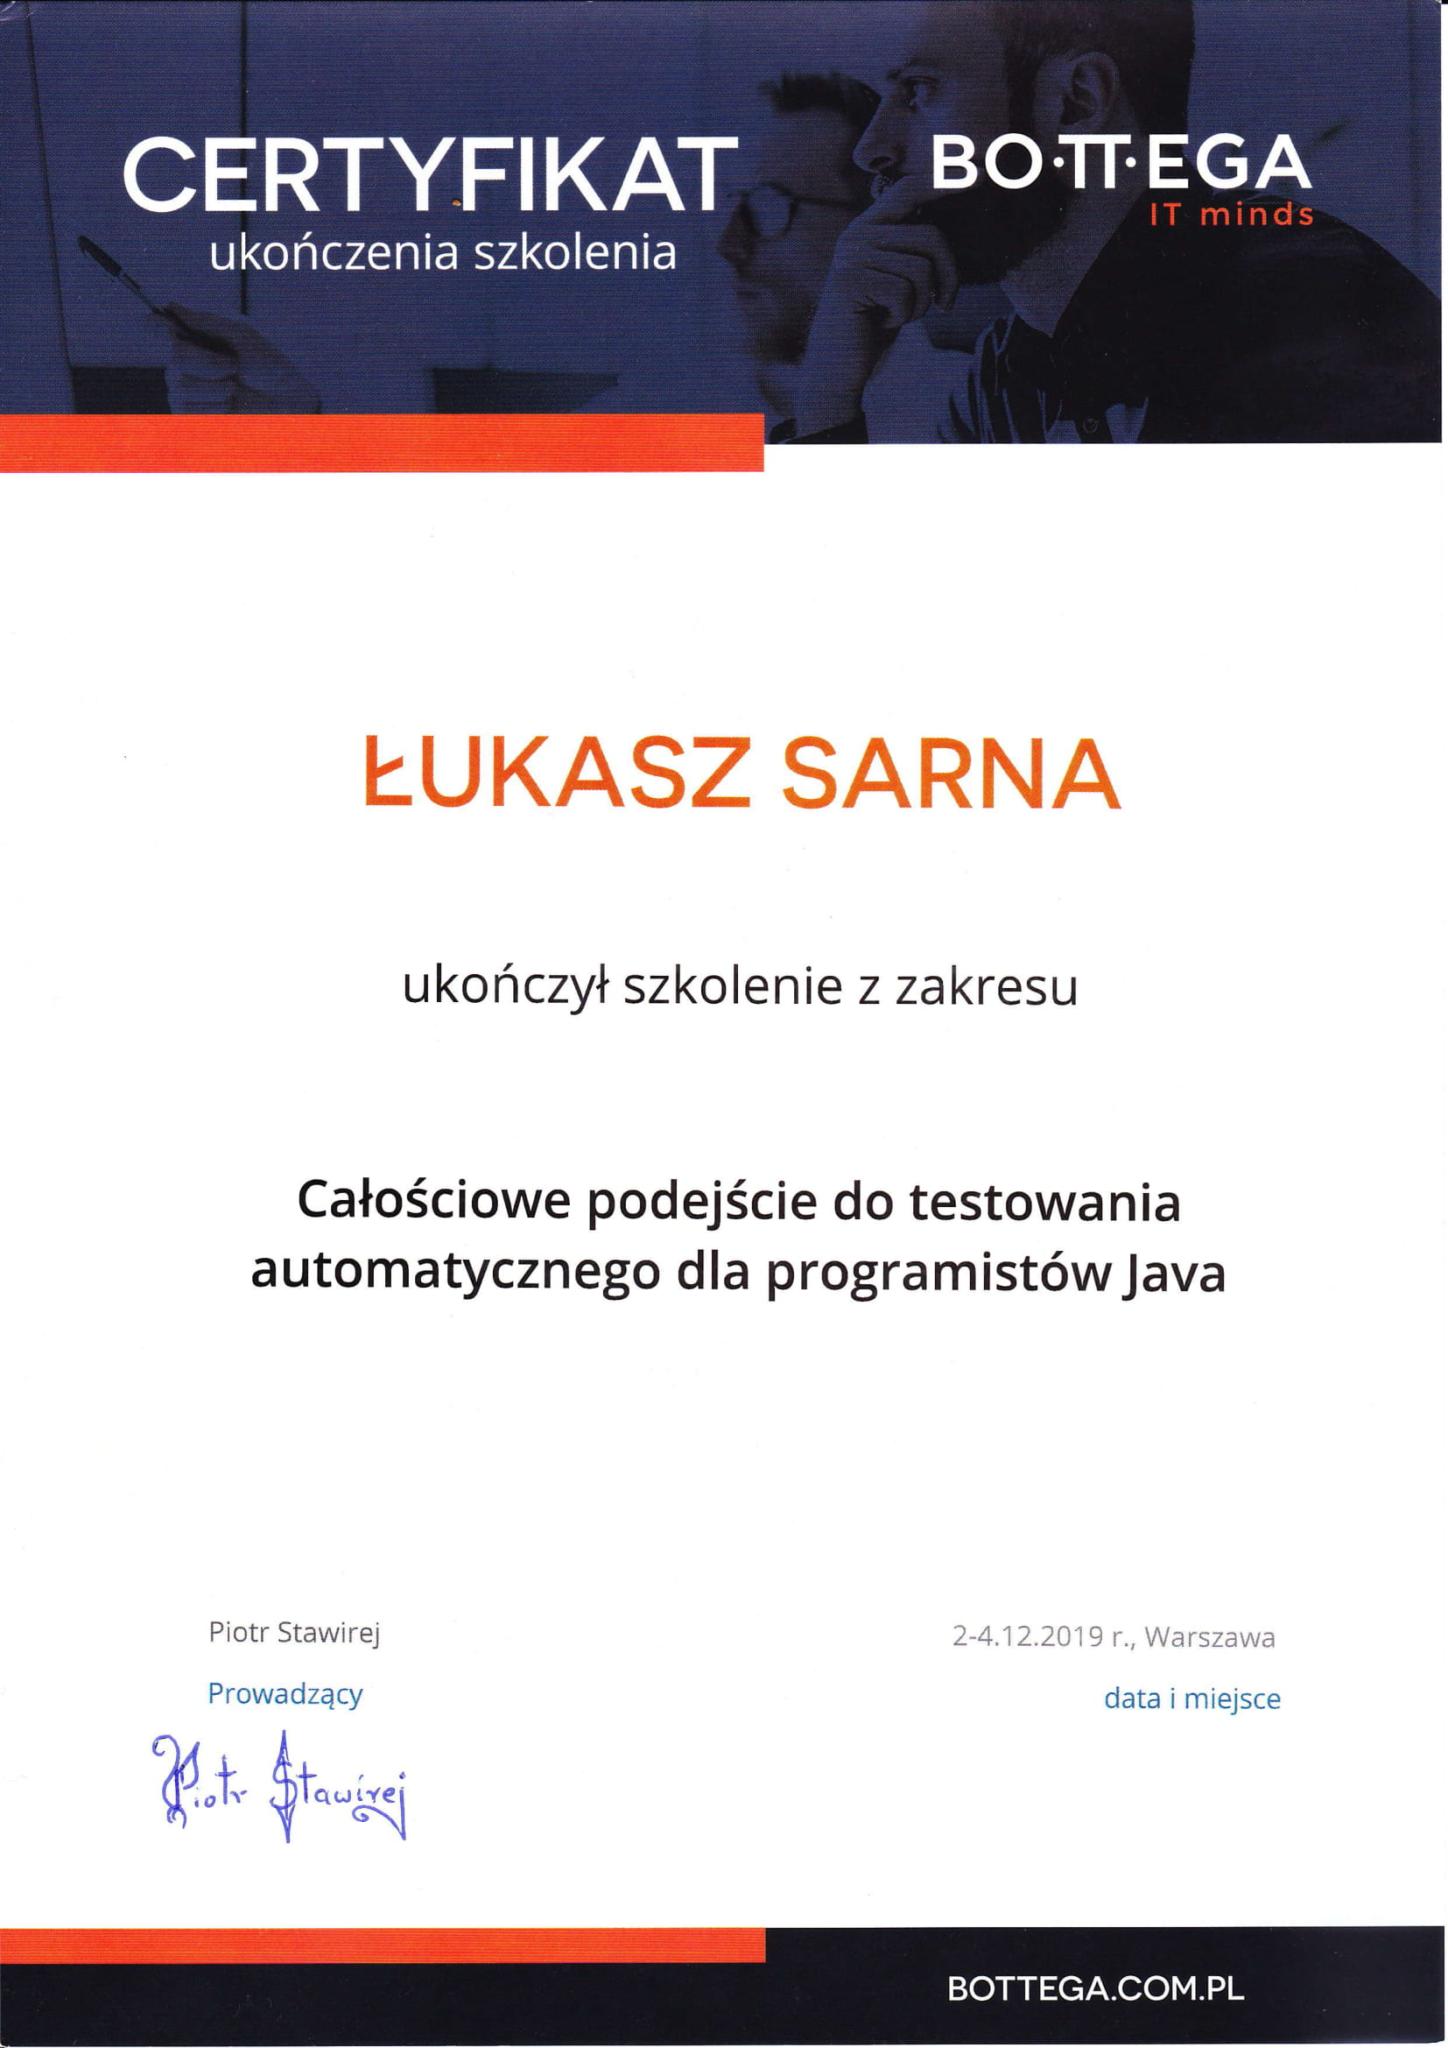 CERTYFIKAT
ukończenia szkolenia
BO·TT·EGA
IT minds
ŁUKASZ SARNA
ukończył szkolenie z zakresu
Całościowe podejście do testowania
automatycznego dla programistów Java
Piotr Stawirej
Prowadzący
Piotr Stawirej
2-4.12.2019 r., Warszawa
data i miejsce
BOTTEGA.COM.PL